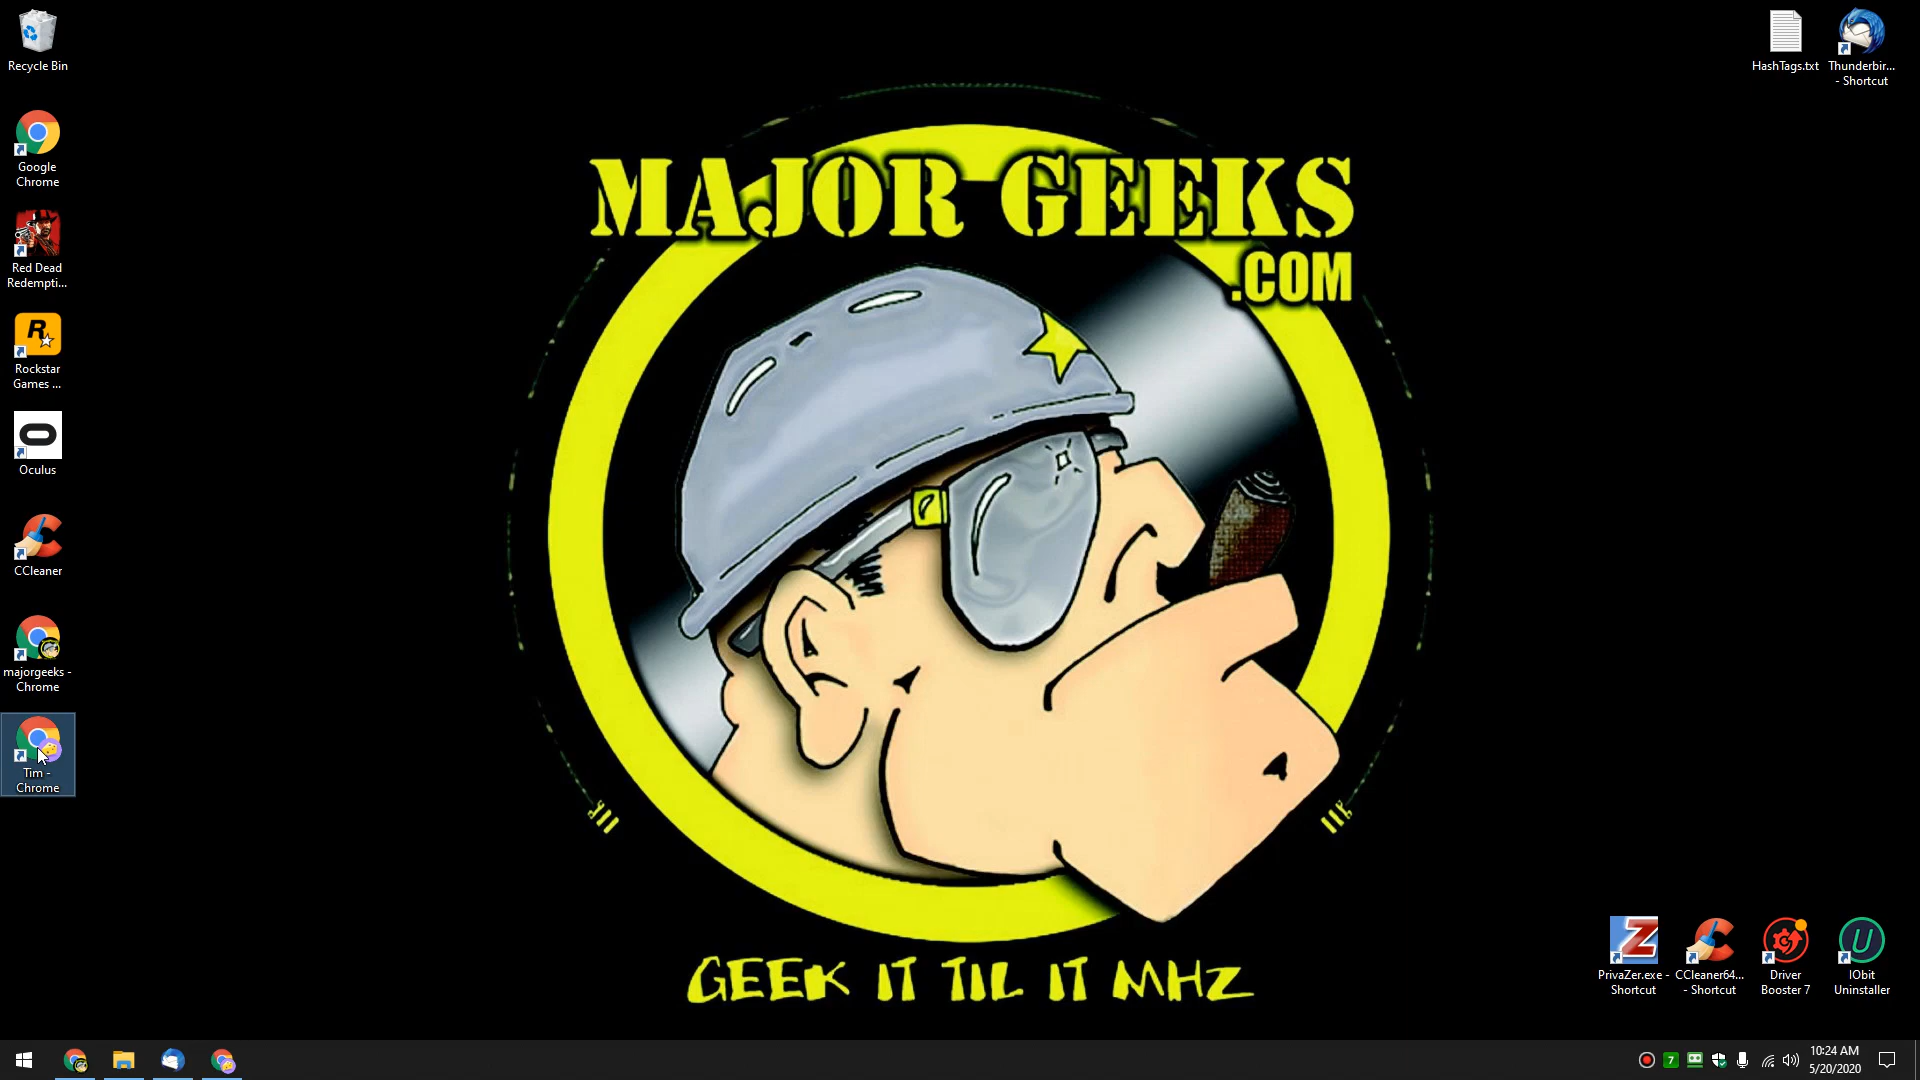 Recycle Bin
Google
Chrome
Red Dead
Redempti...
R
Rockstar
Games ...
Oculus
CCleaner
majorgeeks -
Chrome
Tim -
Chrome
MAJOR GEEKS
.COM
GEEK IT TIL IT MHZ
HashTags.txt
Thunderbir...
- Shortcut
PrivaZer.exe -
Shortcut
CCleaner64...
- Shortcut
Driver
Booster 7
IObit
Uninstaller
7
10:24 AM
5/20/2020